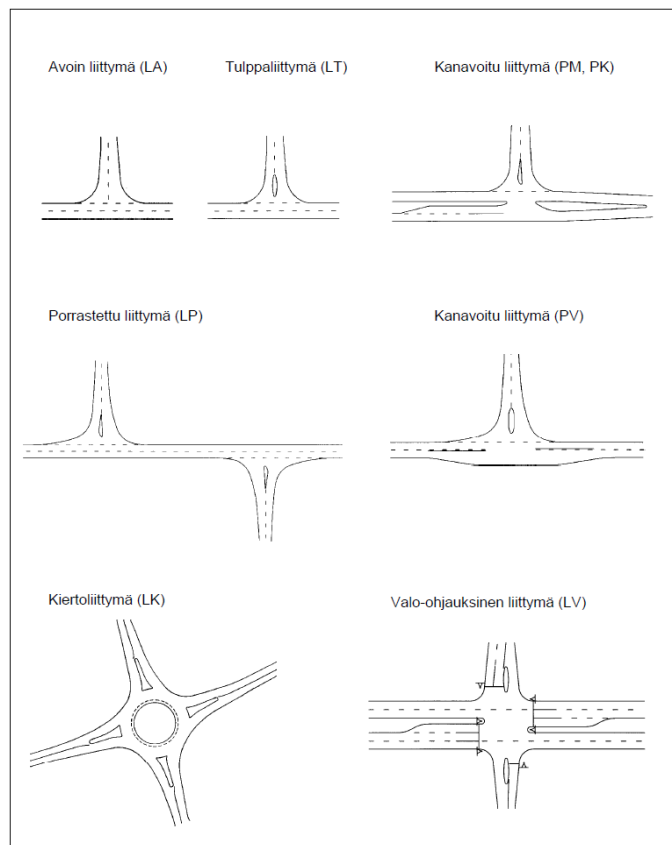 Avoin liittymä (LA)
Tulppaliittymä (LT)
Kanavoitu liittymä (PM, PK)
Porrastettu liittymä (LP)
Kanavoitu liittymä (PV)
Kiertoliittymä (LK)
Valo-ohjauksinen liittymä (LV)